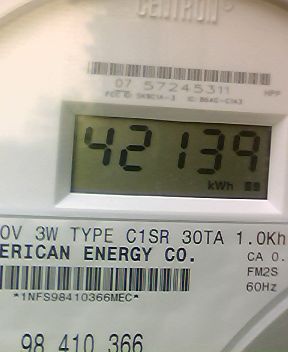 CENTRON®
07 57245311
HPP
42139
kWh
0V 3W TYPE C1SR 30TA 1.0Kh
ERICAN ENERGY CO.
CA 0.
FM2S
60Hz
*1NFS98410366MEC*
98 410 366